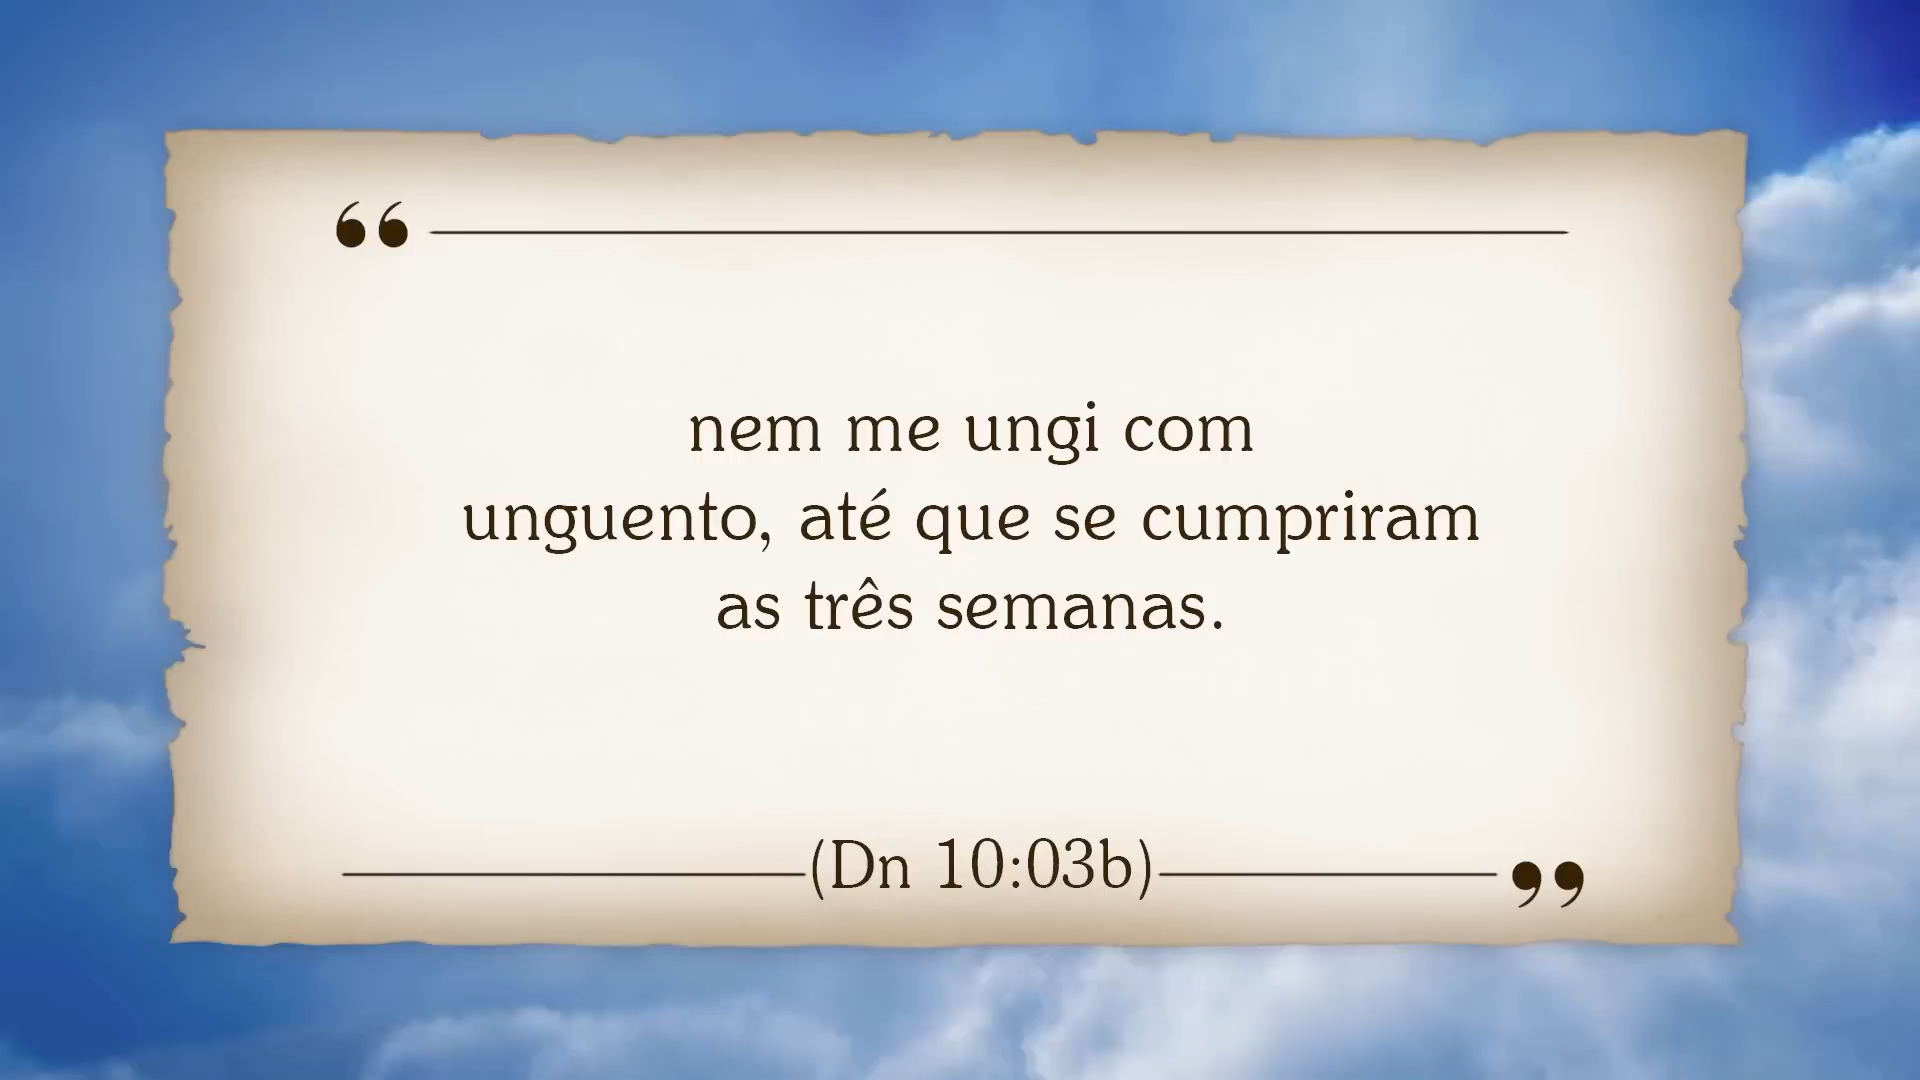 “
nem me ungi com
unguento, até que se cumpriram
as três semanas.
(Dn 10:03b)
”